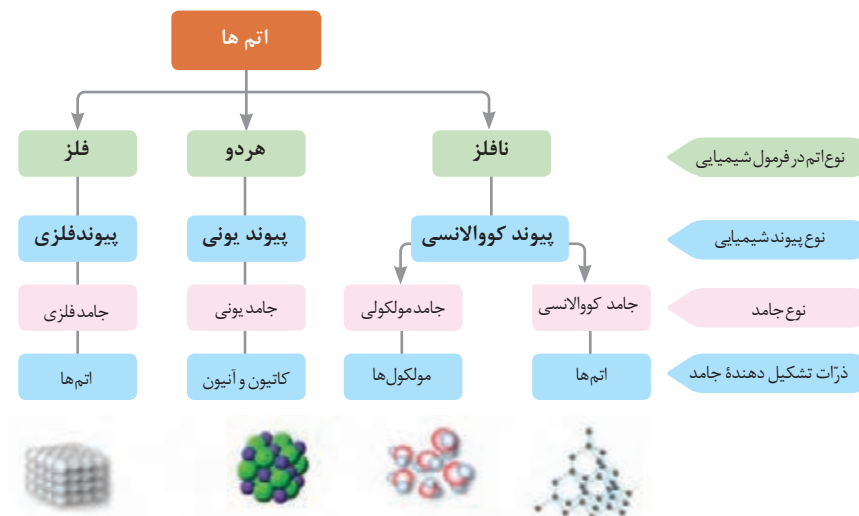 اتم ها
نوع اتم در فرمول شیمیایی
نافلز
هردو
فلز
نوع پیوند شیمیایی
پیوند کووالانسی
پیوند یونی
پیوند فلزی
نوع جامد
جامد کووالانسی
جامد مولکولی
جامد یونی
جامد فلزی
ذرّات تشکیل دهندهٔ جامد
اتم‌ها
مولکول‌ها
کاتیون و آنیون
اتم‌ها